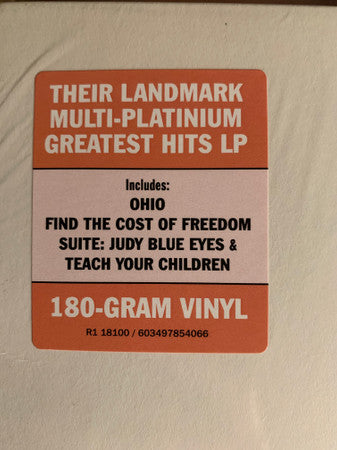 THEIR LANDMARK
MULTI-PLATINIUM
GREATEST HITS LP
Includes:
OHIO
FIND THE COST OF FREEDOM
SUITE: JUDY BLUE EYES &
TEACH YOUR CHILDREN
180-GRAM VINYL
R1 18100 / 603497854066